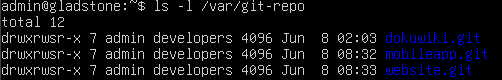 admin@gladstone:~$ ls -l /var/git-repo
total 12
drwxrwsr-x 7 admin developers 4096 Jun  8 02:03 dokuwiki.git
drwxrwsr-x 7 admin developers 4096 Jun  8 08:32 mobileapp.git
drwxrwsr-x 7 admin developers 4096 Jun  8 08:33 website.git